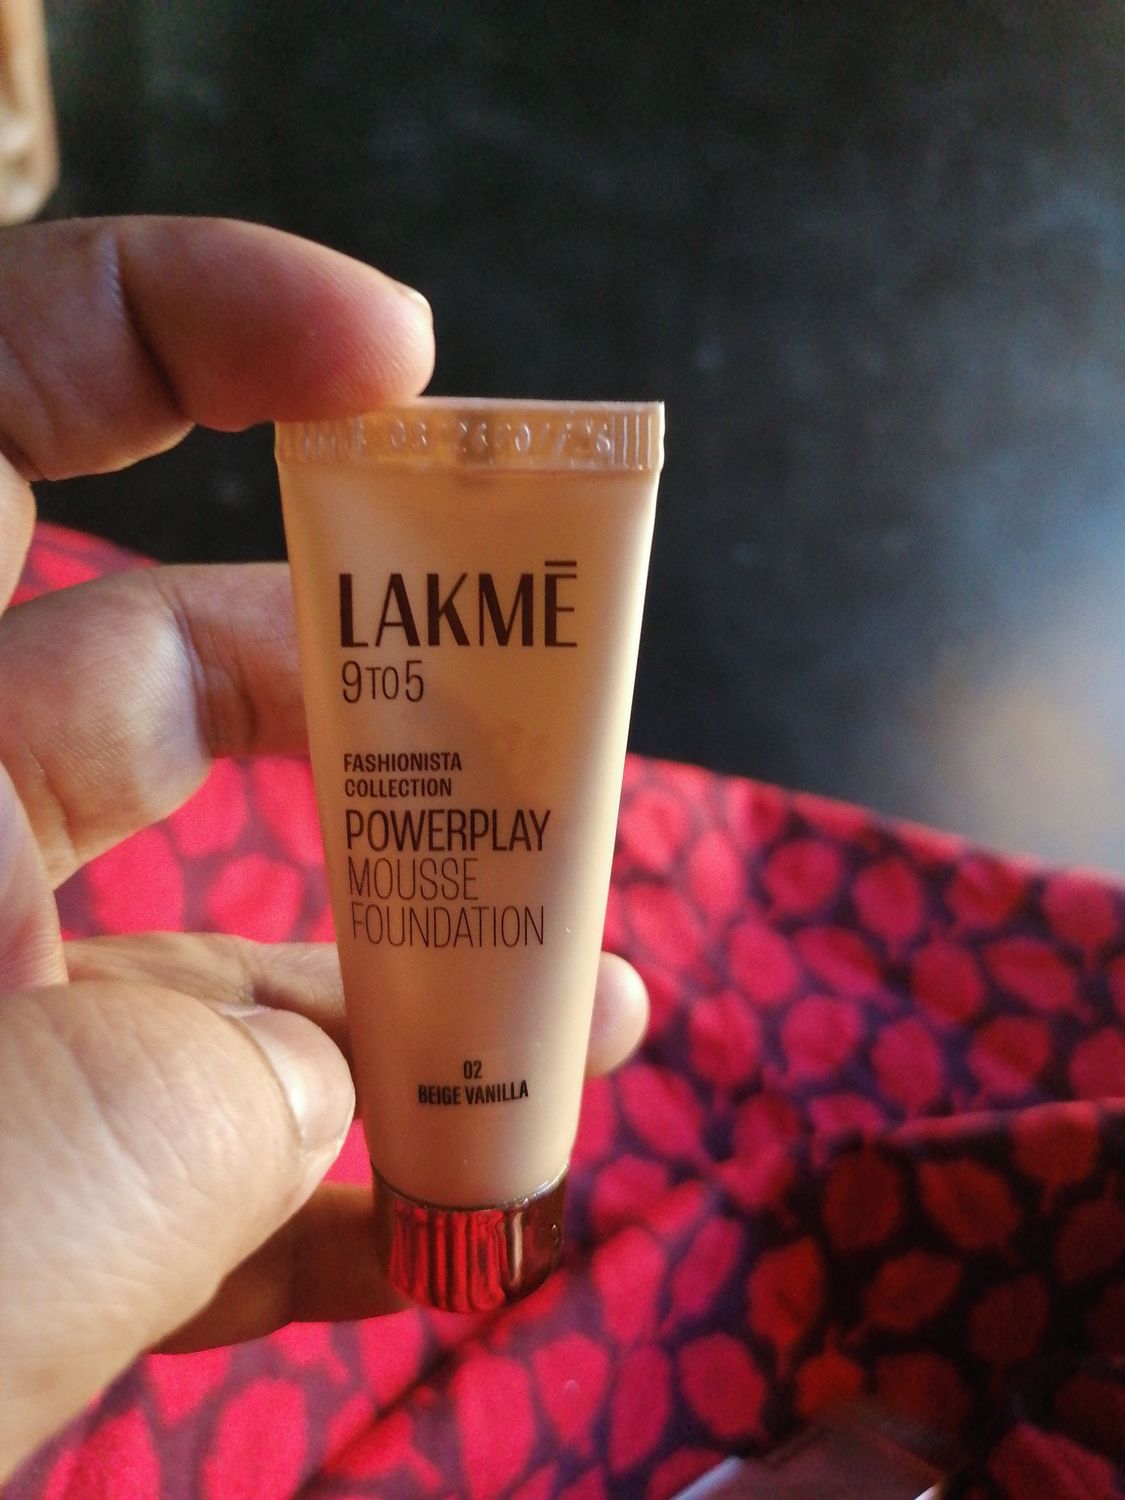 LAKMĒ
9TO5
FASHIONISTA
COLLECTION
POWERPLAY
MOUSSE
FOUNDATION
02
BEIGE VANILLA